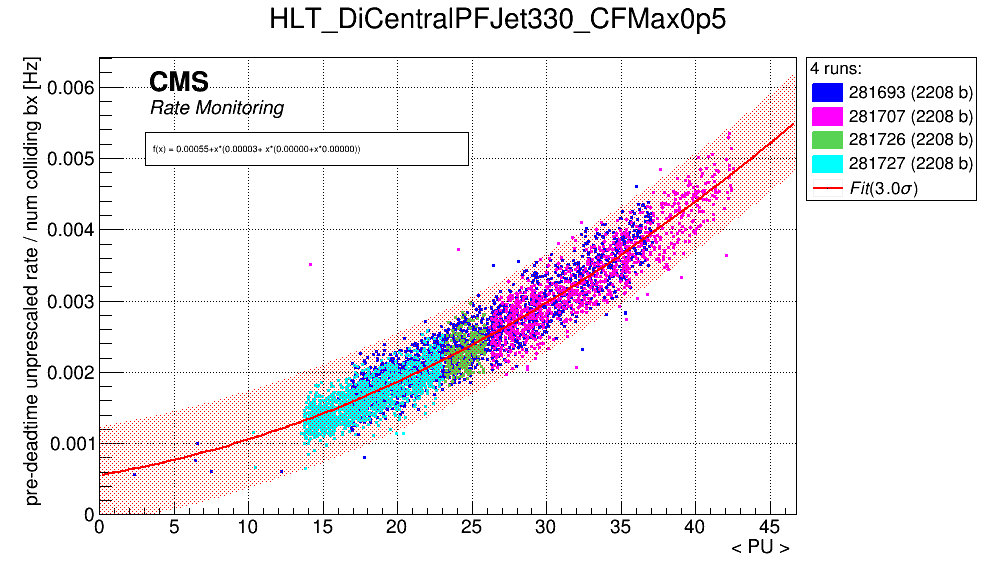 HLT_DiCentralPFJet330_CFMax0p5
pre-deadtime unprescaled rate / num colliding bx [Hz]
CMS
Rate Monitoring
f(x) = 0.00055+x*(0.00003+ x*(0.00000+x*0.00000))
0.006
0.005
0.004
0.003
0.002
0.001
0
0 5 10 15 20 25 30 35 40 45
< PU >
4 runs:
281693 (2208 b)
281707 (2208 b)
281726 (2208 b)
281727 (2208 b)
Fit(3.0σ)